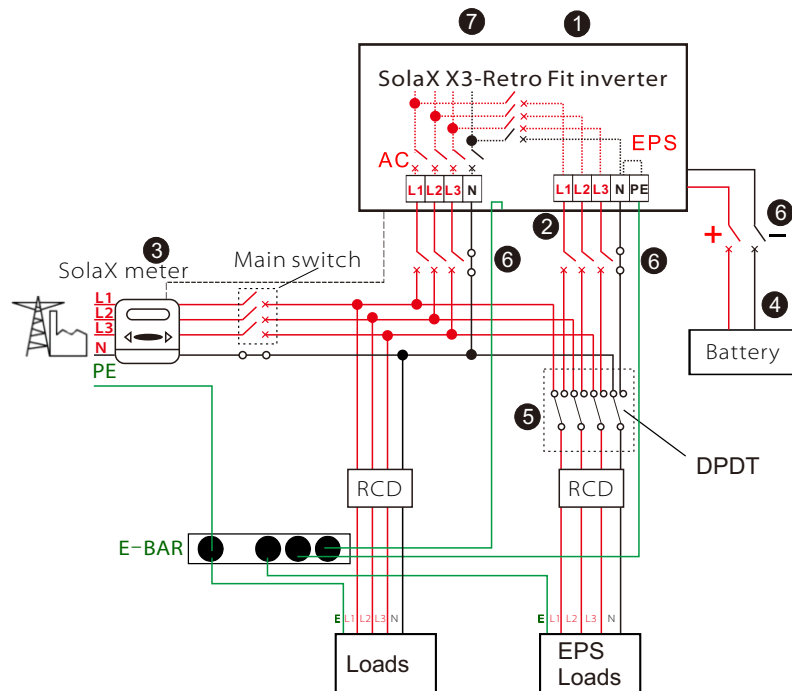 7 1
SolaX X3-Retro Fit inverter
AC EPS
L1 L2 L3 N L1 L2 L3 N PE
2
3 6 6 + − 6
SolaX meter Main switch
4
L1
L2
L3
N
PE
Battery
5
DPDT
RCD RCD
E-BAR
E L1 L2 L3 N E L1 L2 L3 N
Loads EPS
Loads